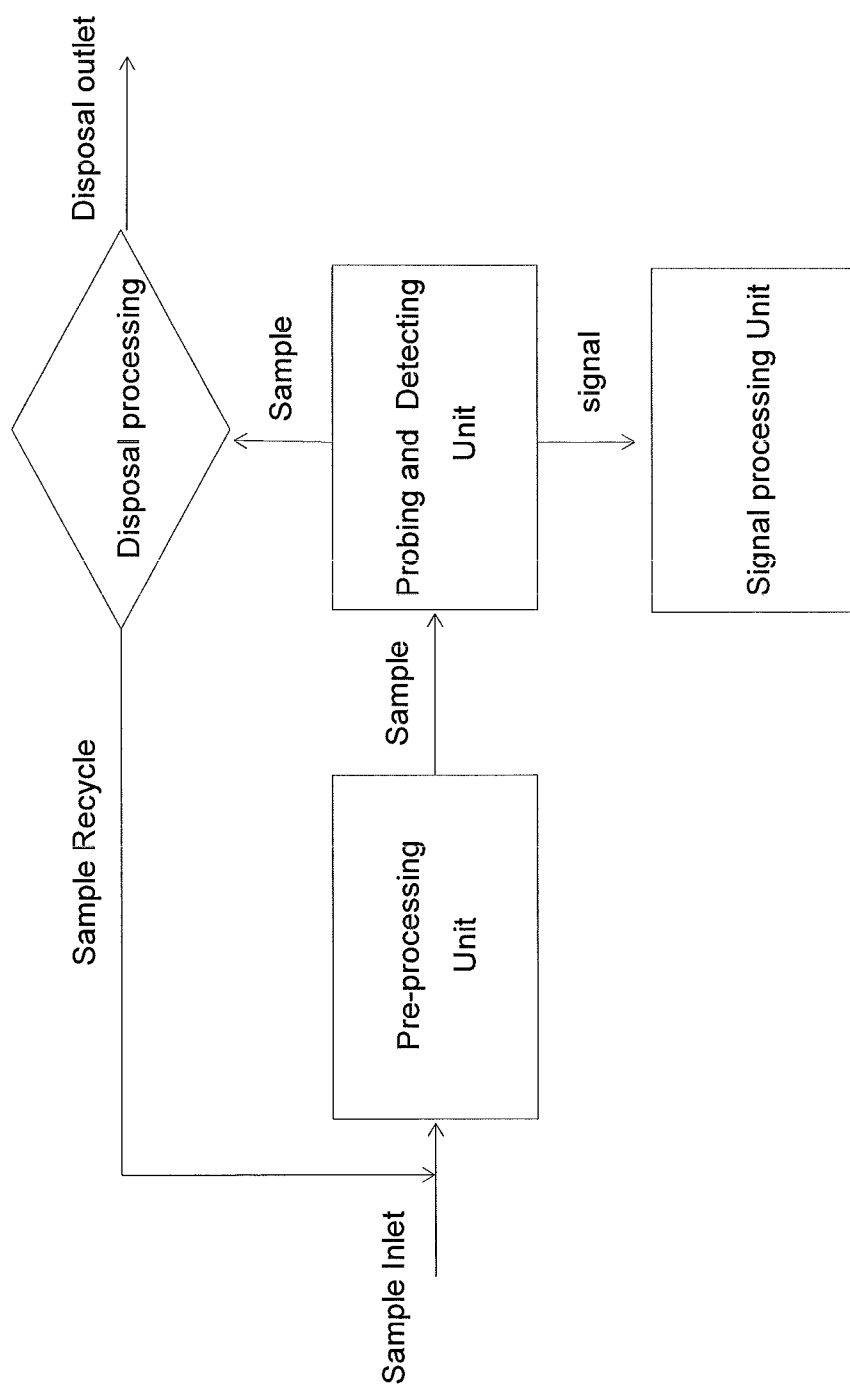 Disposal outlet
Disposal processing
Sample Recycle
Sample
Probing and Detecting
Unit
Sample
Pre-processing
Unit
Sample Inlet
signal
Signal processing Unit